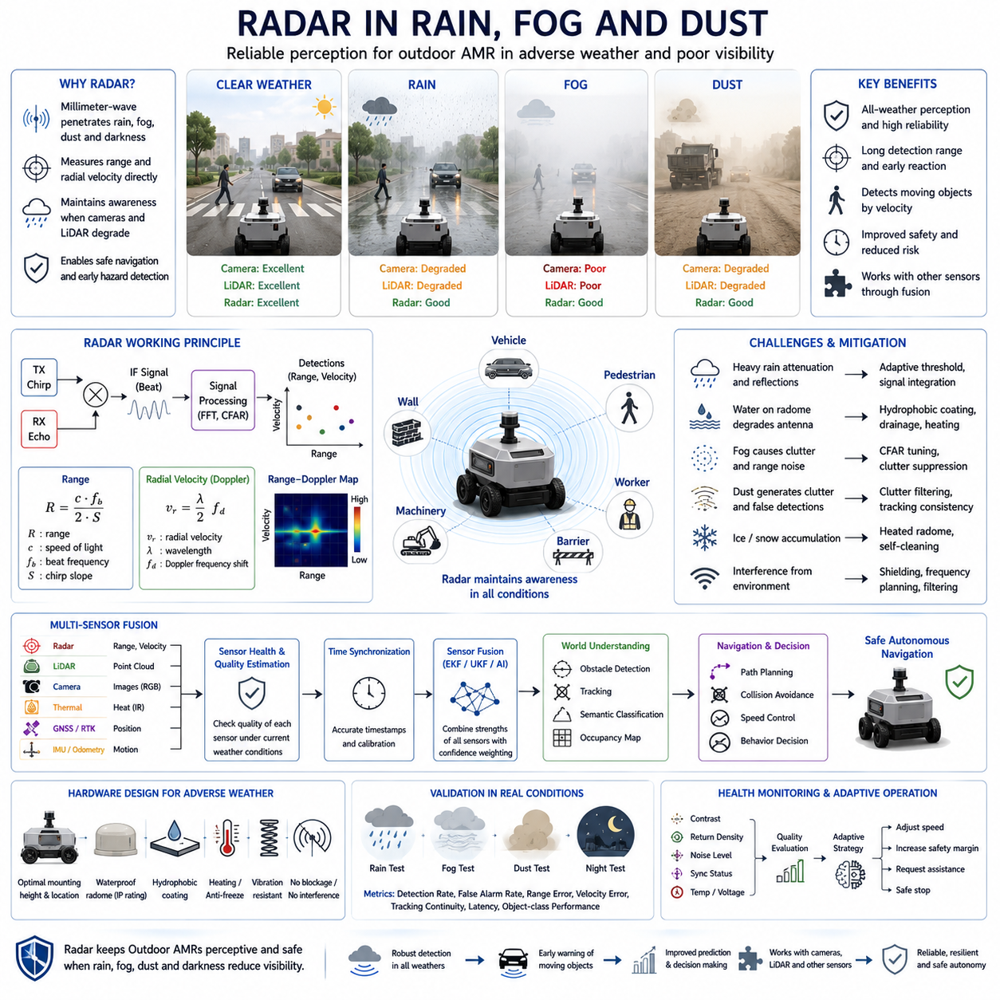 RADAR IN RAIN, FOG AND DUST
Reliable perception for outdoor AMR in adverse weather and poor visibility
WHY RADAR?
Millimeter-wave
penetrates rain, fog,
dust and darkness
Measures range and
radial velocity directly
Maintains awareness
when cameras and
LiDAR degrade
Enables safe navigation
and early hazard detection
CLEAR WEATHER
Camera: Excellent
LiDAR: Excellent
Radar: Excellent
RAIN
Camera: Degraded
LiDAR: Degraded
Radar: Good
FOG
Camera: Poor
LiDAR: Poor
Radar: Good
DUST
Camera: Degraded
LiDAR: Degraded
Radar: Good
KEY BENEFITS
All-weather perception
and high reliability
Long detection range
and early reaction
Detects moving objects
by velocity
Improved safety and
reduced risk
Works with other sensors
through fusion
RADAR WORKING PRINCIPLE
TX
Chirp
RX
Echo
IF Signal
(Beat)
Signal
Processing
(FFT, CFAR)
Detections
(Range, Velocity)
Velocity
Range
Range
R = c · f_b / 2 · S
R : range
c : speed of light
f_b : beat frequency
S : chirp slope
Radial Velocity (Doppler)
v_r = λ / 2 f_d
v_r : radial velocity
λ : wavelength
f_d : Doppler frequency shift
Range–Doppler Map
Velocity
Range
High
Low
Vehicle
Pedestrian
Wall
Worker
Machinery
Barrier
Radar maintains awareness
in all conditions
CHALLENGES & MITIGATION
Heavy rain attenuation
and reflections
Adaptive threshold,
signal integration
Water on radome
degrades antenna
Hydrophobic coating,
drainage, heating
Fog causes clutter
and range noise
CFAR tuning,
clutter suppression
Dust generates clutter
and false detections
Clutter filtering,
tracking consistency
Ice / snow accumulation
Heated radome,
self-cleaning
Interference from
environment
Shielding, frequency
planning, filtering
MULTI-SENSOR FUSION
Radar Range, Velocity
LiDAR Point Cloud
Camera Images (RGB)
Thermal Heat (IR)
GNSS / RTK Position
IMU / Odometry Motion
Sensor Health &
Quality Estimation
Check quality of each
sensor under current
weather conditions
Time Synchronization
Accurate timestamps
and calibration
Sensor Fusion
(EKF / UKF / AI)
Combine strengths
of all sensors with
confidence weighting
World Understanding
Obstacle Detection
Tracking
Semantic Classification
Occupancy Map
Navigation & Decision
Path Planning
Collision Avoidance
Speed Control
Behavior Decision
Safe Autonomous
Navigation
HARDWARE DESIGN FOR ADVERSE WEATHER
Optimal mounting
height & location
Waterproof
radome (IP rating)
Hydrophobic
coating
Heating /
Anti-freeze
Vibration
resistant
No blockage /
No interference
VALIDATION IN REAL CONDITIONS
Rain Test
Fog Test
Dust Test
Night Test
Metrics: Detection Rate, False Alarm Rate, Range Error, Velocity Error,
Tracking Continuity, Latency, Object-class Performance
HEALTH MONITORING & ADAPTIVE OPERATION
Contrast
Return Density
Noise Level
Sync Status
Temp / Voltage
Quality
Evaluation
Adaptive
Strategy
Adjust speed
Increase safety margin
Request assistance
Safe stop
Radar keeps Outdoor AMRs perceptive and safe
when rain, fog, dust and darkness reduce visibility.
Robust detection
in all weathers
Early warning of
moving objects
Improved prediction
& decision making
Works with cameras,
LiDAR and other sensors
Reliable, resilient
and safe autonomy